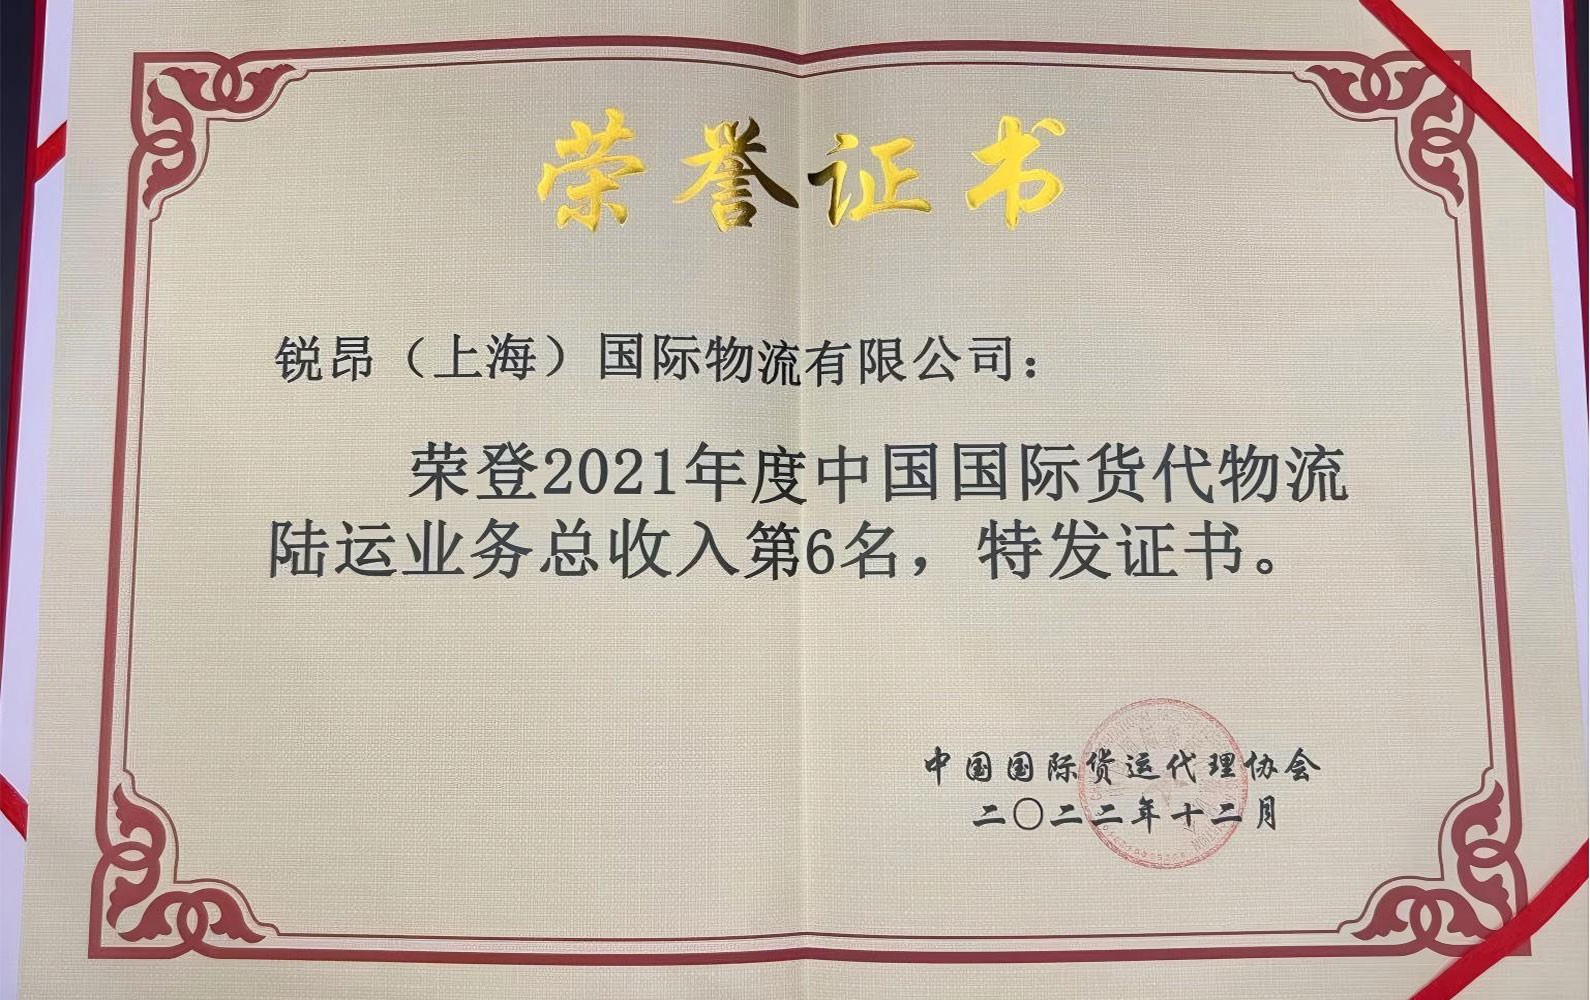 荣誉证书
锐昂（上海）国际物流有限公司：
荣登2021年度中国国际货代物流
陆运业务总收入第6名，特发证书。
中国国际货运代理协会
二〇二二年十二月